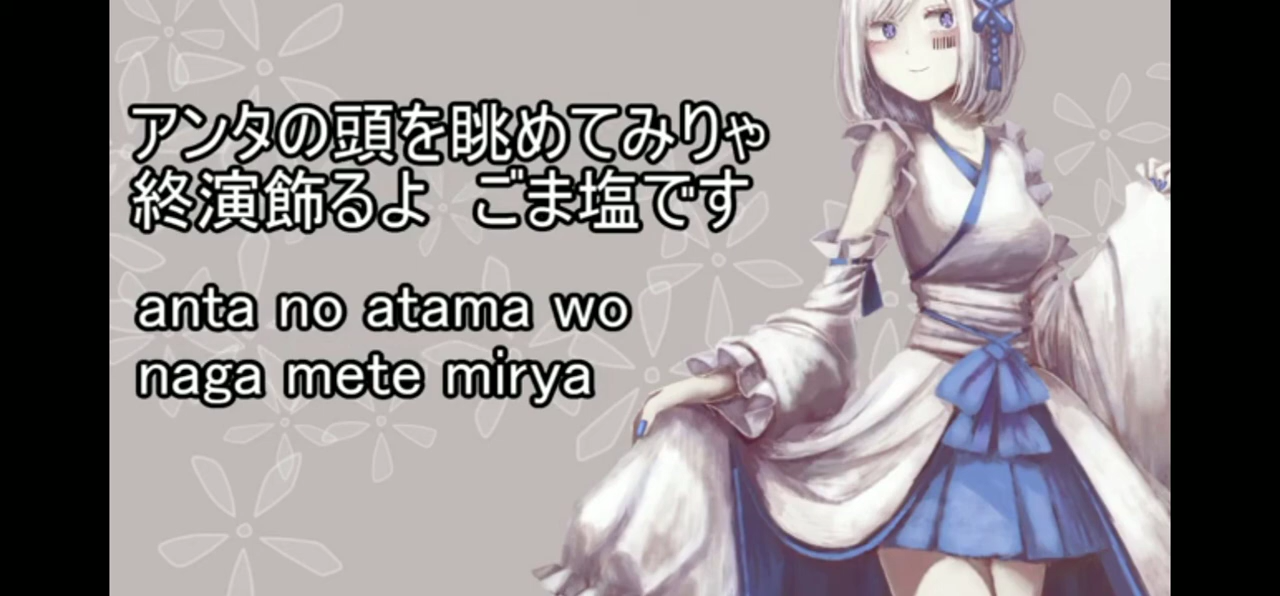 アンタの頭を眺めてみりゃ
終演飾るよ　ごま塩です
anta no atama wo
naga mete mirya